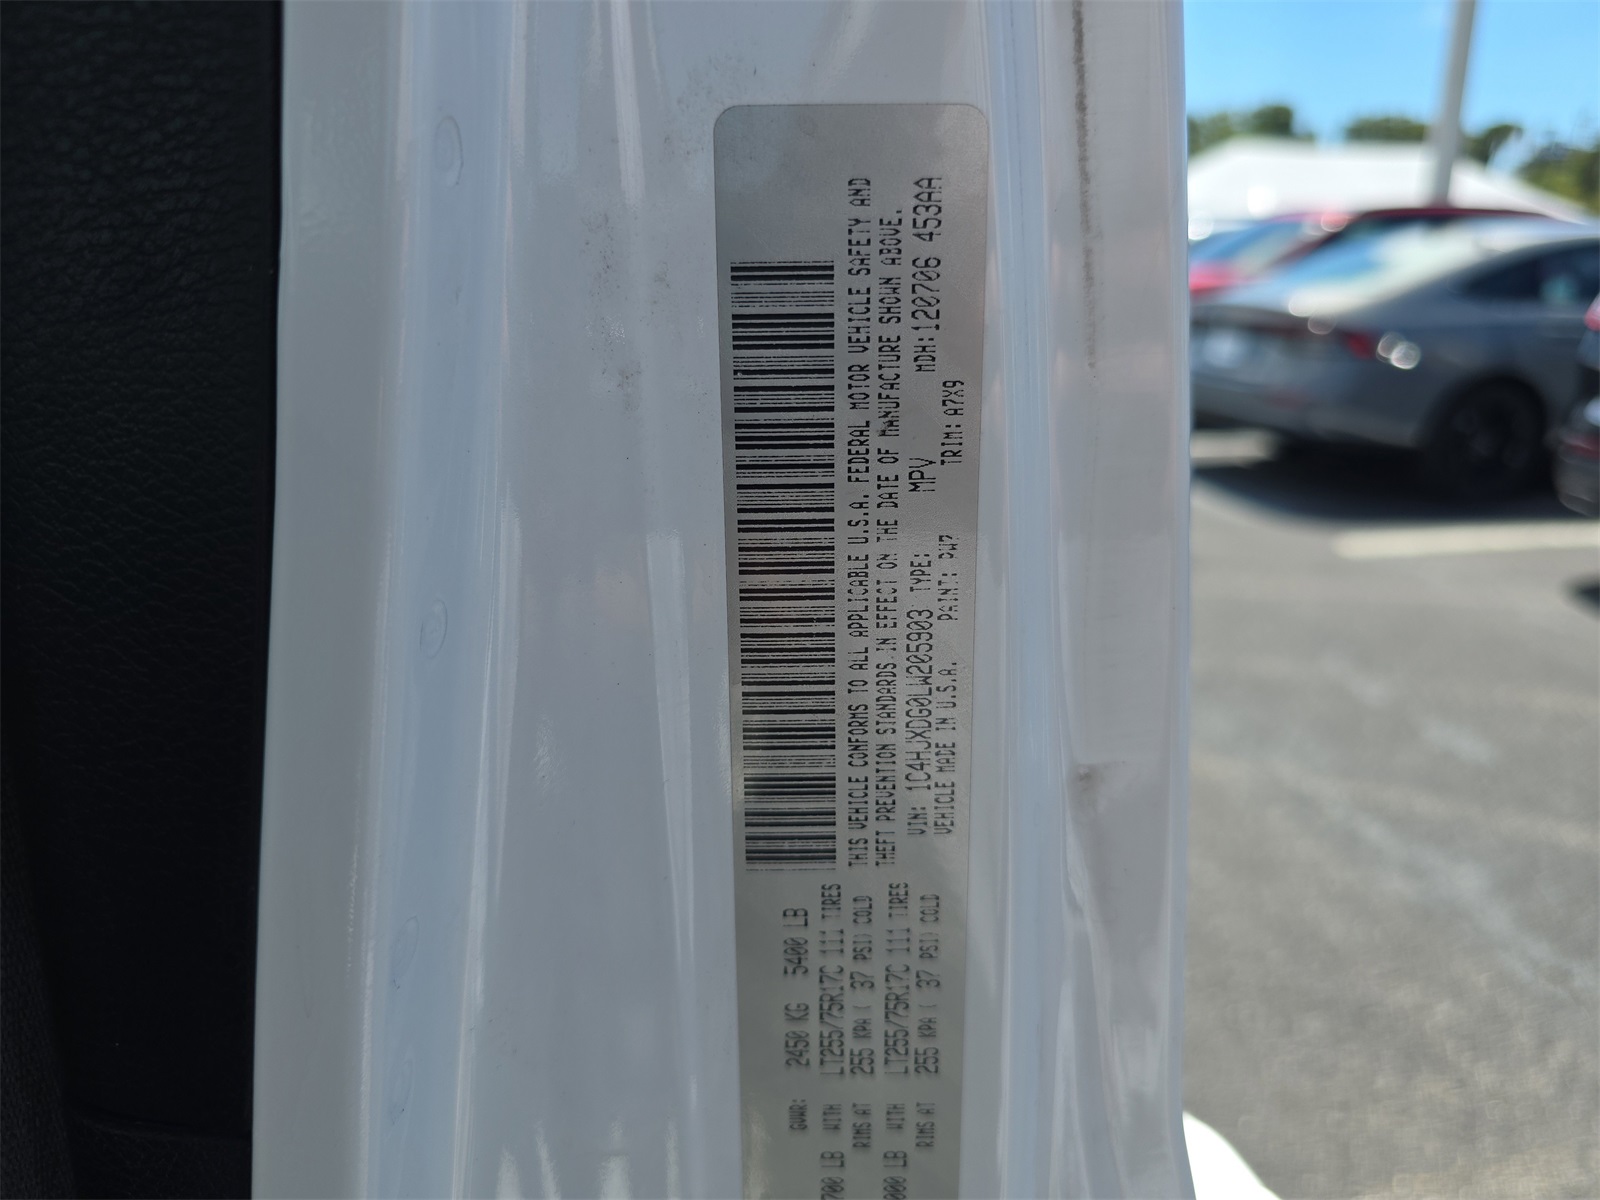 GVWR: 2450 KG 5400 LB
700 LB WITH LT255/75R17C 111 TIRES
RIMS AT 255 KPA ( 37 PSI) COLD
000 LB WITH LT255/75R17C 111 TIRES
RIMS AT 255 KPA ( 37 PSI) COLD
THIS VEHICLE CONFORMS TO ALL APPLICABLE U.S.A. FEDERAL MOTOR VEHICLE SAFETY AND
THEFT PREVENTION STANDARDS IN EFFECT ON THE DATE OF MANUFACTURE SHOWN ABOVE.
VIN: 1C4HJXDG0LW205903 TYPE: MPV MDH:120706 453AA
VEHICLE MADE IN U.S.A. PAINT: PW7 TRIM: A7X9